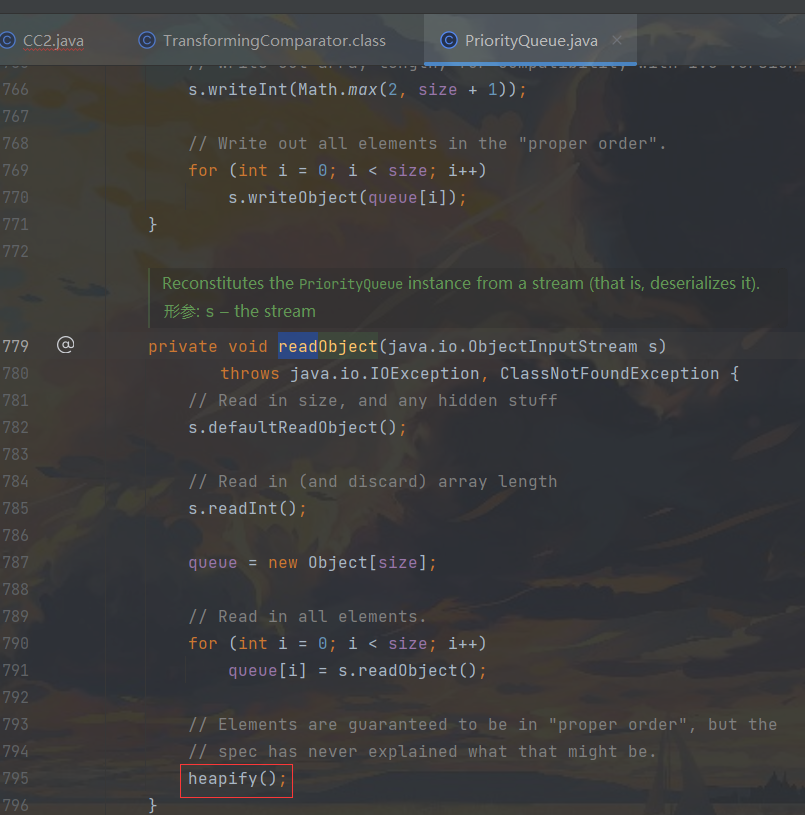 CC2.java TransformingComparator.class PriorityQueue.java
766 s.writeInt(Math.max(2, size + 1));
767
768 // Write out all elements in the "proper order".
769 for (int i = 0; i < size; i++)
770 s.writeObject(queue[i]);
771 }
772
Reconstitutes the PriorityQueue instance from a stream (that is, deserializes it).
形参: s – the stream
779 @ private void readObject(java.io.ObjectInputStream s)
780 throws java.io.IOException, ClassNotFoundException {
781 // Read in size, and any hidden stuff
782 s.defaultReadObject();
783
784 // Read in (and discard) array length
785 s.readInt();
786
787 queue = new Object[size];
788
789 // Read in all elements.
790 for (int i = 0; i < size; i++)
791 queue[i] = s.readObject();
792
793 // Elements are guaranteed to be in "proper order", but the
794 // spec has never explained what that might be.
795 heapify();
796 }